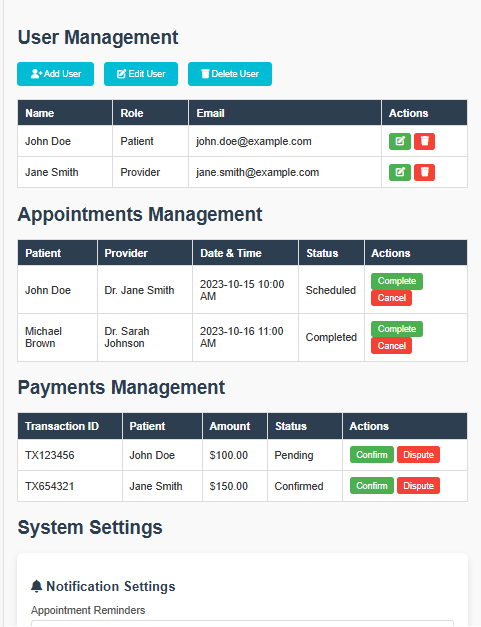 User Management
Add User Edit User Delete User
Name Role Email Actions
John Doe Patient john.doe@example.com
Jane Smith Provider jane.smith@example.com
Appointments Management
Patient Provider Date & Time Status Actions
John Doe Dr. Jane Smith 2023-10-15 10:00 AM Scheduled Complete Cancel
Michael Brown Dr. Sarah Johnson 2023-10-16 11:00 AM Completed Complete Cancel
Payments Management
Transaction ID Patient Amount Status Actions
TX123456 John Doe $100.00 Pending Confirm Dispute
TX654321 Jane Smith $150.00 Confirmed Confirm Dispute
System Settings
Notification Settings
Appointment Reminders